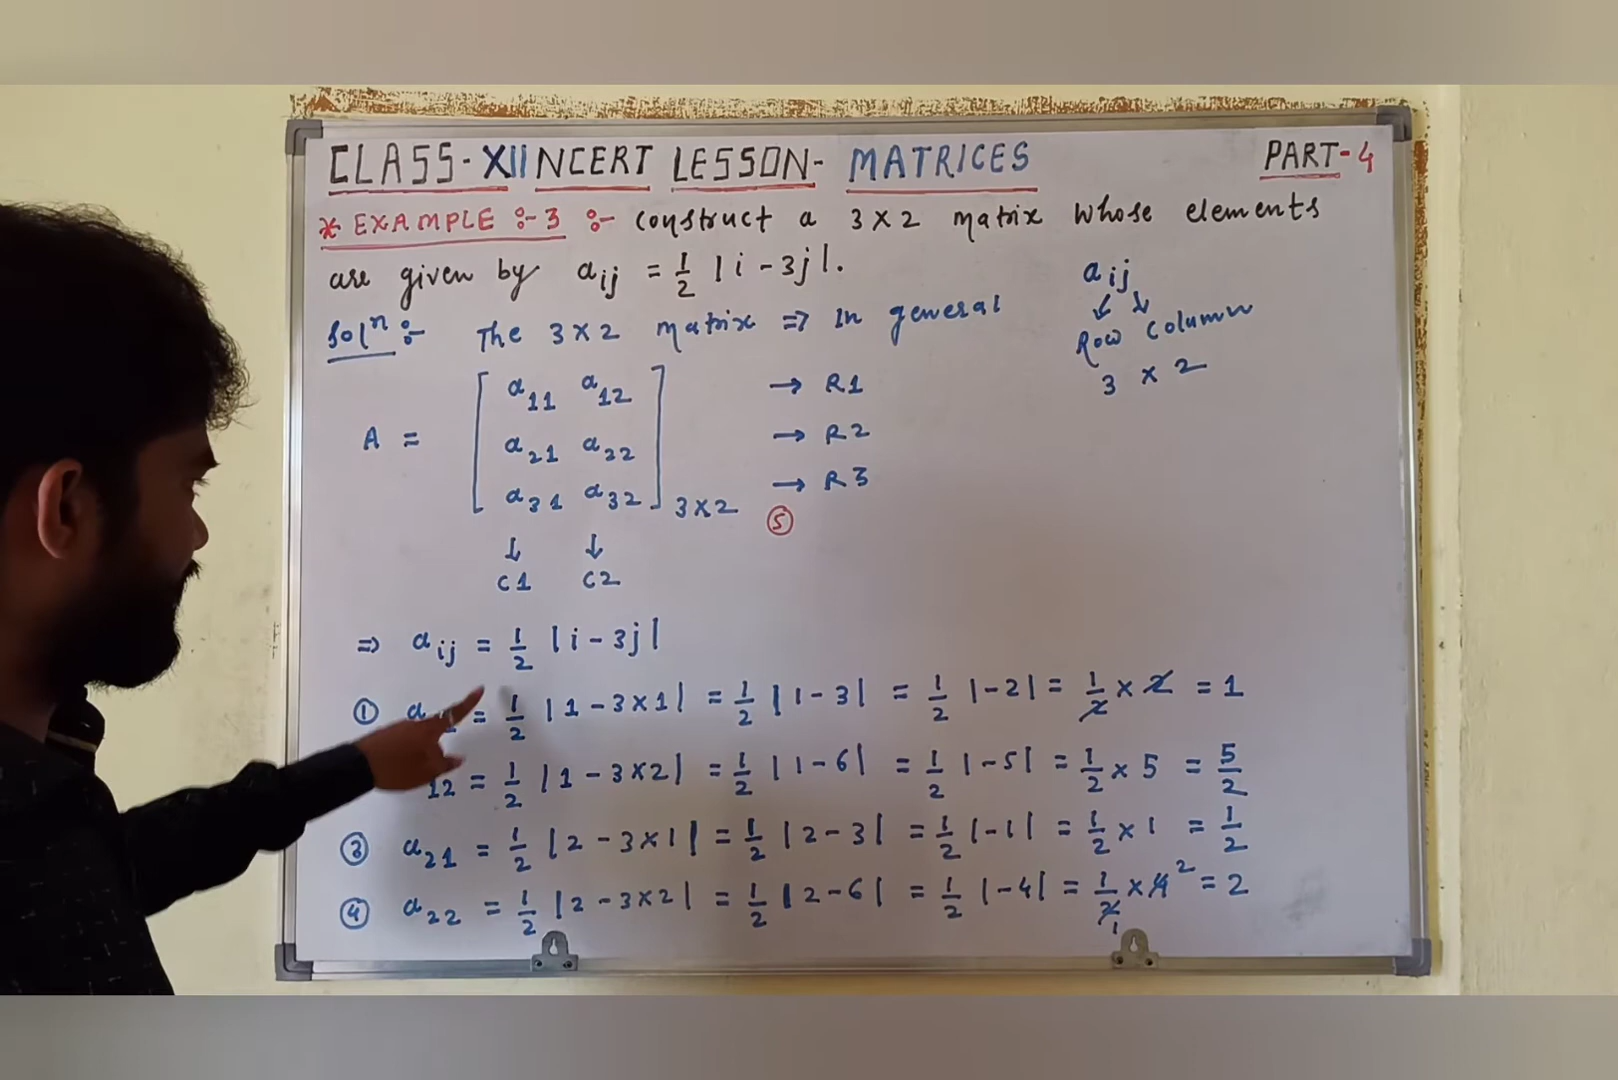 CLASS-XII NCERT LESSON- MATRICES PART-4
* EXAMPLE :-3 :- construct a 3×2 matrix whose elements
are given by aij = 1/2 |i-3j|.
aij
↙ ↘
Row column
3 × 2
Solⁿ :- The 3×2 matrix => In general
A = [ a11 a12 → R1
a21 a22 → R2
a31 a32 ] 3×2 → R3
⑤
↓ ↓
C1 C2
=> aij = 1/2 |i-3j|
① a = 1/2 |1-3×1| = 1/2 |1-3| = 1/2 |-2| = 1/2 × 2 = 1
12 = 1/2 |1-3×2| = 1/2 |1-6| = 1/2 |-5| = 1/2 × 5 = 5/2
③ a21 = 1/2 |2-3×1| = 1/2 |2-3| = 1/2 |-1| = 1/2 × 1 = 1/2
④ a22 = 1/2 |2-3×2| = 1/2 |2-6| = 1/2 |-4| = 1/2 1 × 4 2 = 2